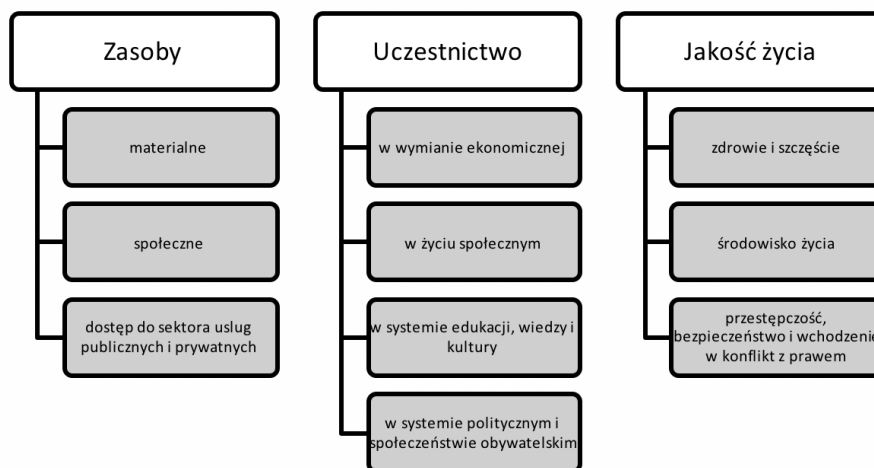 Zasoby
materialne
społeczne
dostęp do sektora uslug
publicznych i prywatnych
Uczestnictwo
w wymianie ekonomicznej
w życiu społecznym
w systemie edukacji, wiedzy i
kultury
w systemie politycznym i
społeczeństwie obywatelskim
Jakość życia
zdrowie i szczęście
środowisko życia
przestępczość,
bezpieczeństwo i wchodzenie
w konflikt z prawem